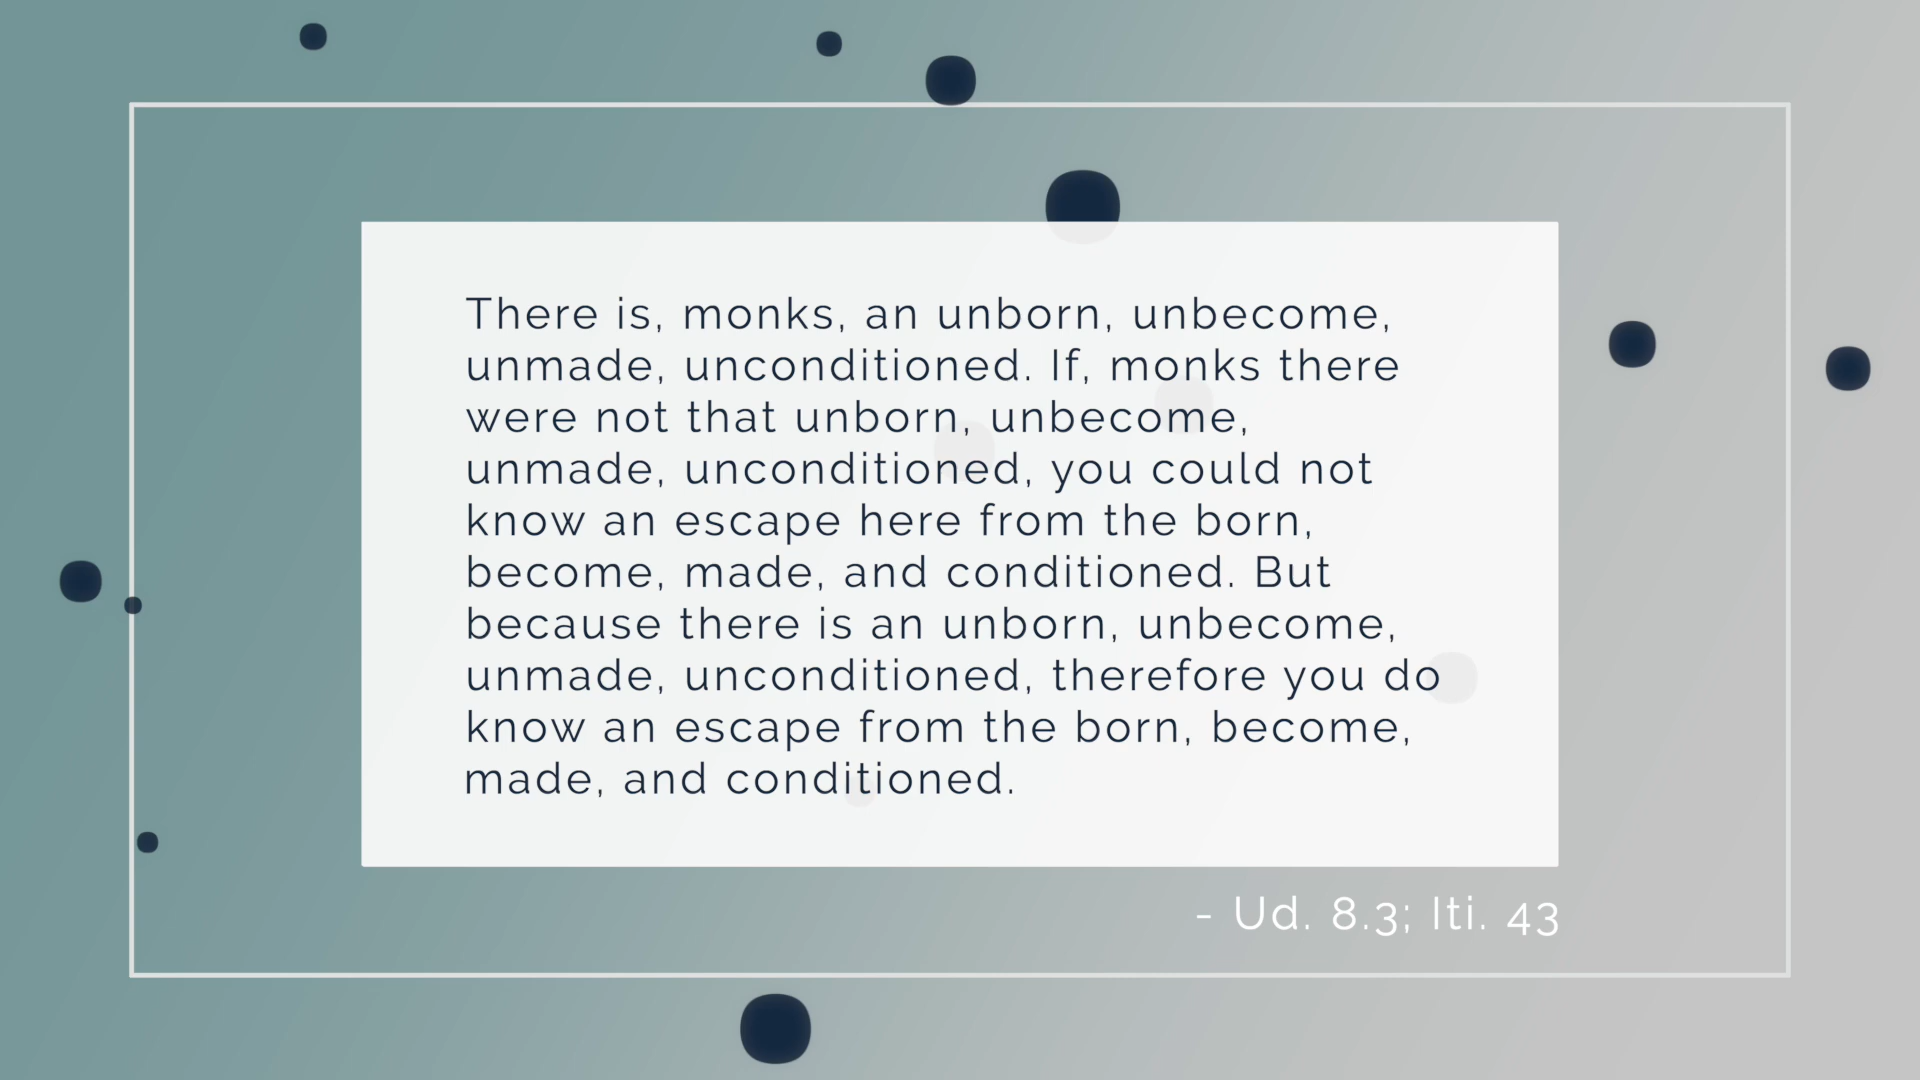 There is, monks, an unborn, unbecome,
unmade, unconditioned. If, monks there
were not that unborn, unbecome,
unmade, unconditioned, you could not
know an escape here from the born,
become, made, and conditioned. But
because there is an unborn, unbecome,
unmade, unconditioned, therefore you do
know an escape from the born, become,
made, and conditioned.
- Ud. 8.3; Iti. 43